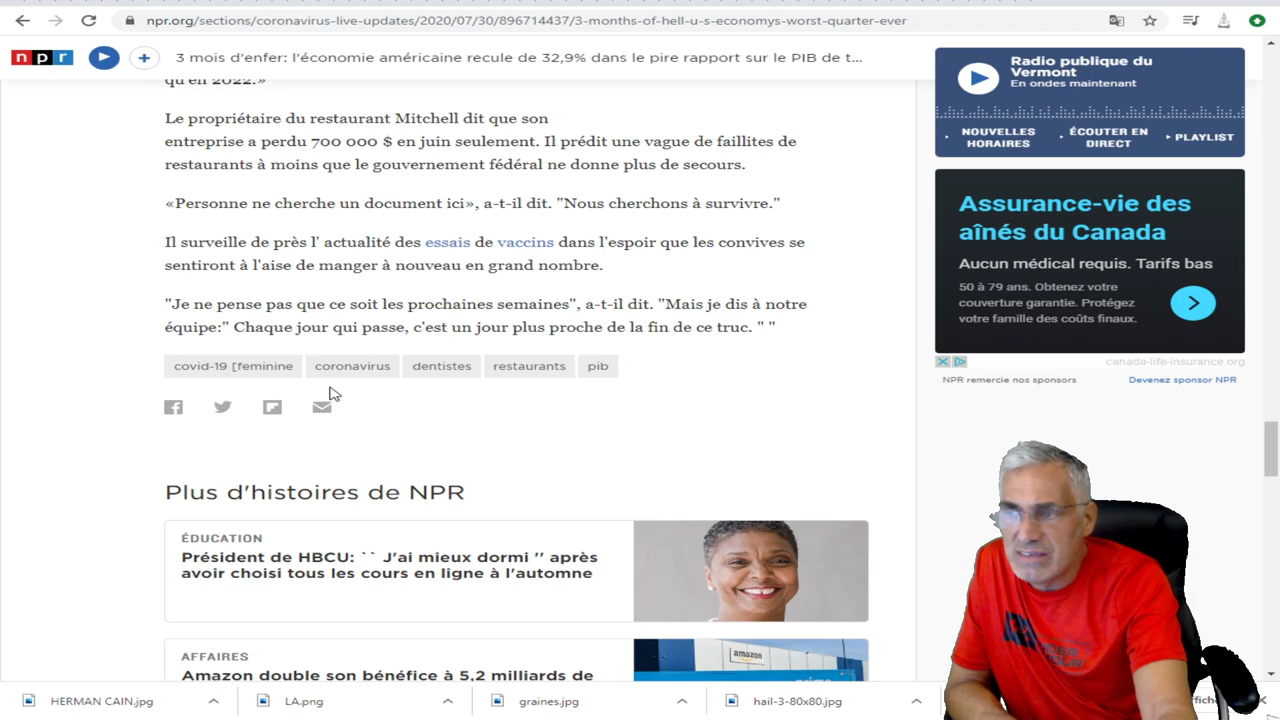 npr.org/sections/coronavirus-live-updates/2020/07/30/896714437/3-months-of-hell-u-s-economys-worst-quarter-ever
npr
3 mois d'enfer: l'économie américaine recule de 32,9% dans le pire rapport sur le PIB de t...
qu'en 2022.»
Le propriétaire du restaurant Mitchell dit que son
entreprise a perdu 700 000 $ en juin seulement. Il prédit une vague de faillites de
restaurants à moins que le gouvernement fédéral ne donne plus de secours.
«Personne ne cherche un document ici», a-t-il dit. "Nous cherchons à survivre."
Il surveille de près l' actualité des essais de vaccins dans l'espoir que les convives se
sentiront à l'aise de manger à nouveau en grand nombre.
"Je ne pense pas que ce soit les prochaines semaines", a-t-il dit. "Mais je dis à notre
équipe:" Chaque jour qui passe, c'est un jour plus proche de la fin de ce truc. " "
covid-19 [feminine coronavirus dentistes restaurants pib
Plus d'histoires de NPR
ÉDUCATION
Président de HBCU: `` J'ai mieux dormi '' après
avoir choisi tous les cours en ligne à l'automne
AFFAIRES
Amazon double son bénéfice à 5,2 milliards de
amazon
Radio publique du
Vermont
En ondes maintenant
NOUVELLES
HORAIRES
ÉCOUTER EN
DIRECT
PLAYLIST
Assurance-vie des
aînés du Canada
Aucun médical requis. Tarifs bas
50 à 79 ans. Obtenez votre
couverture garantie. Protégez
votre famille des coûts finaux.
canada-life-insurance.org
NPR remercie nos sponsors
Devenez sponsor NPR
HERMAN CAIN.jpg
LA.png
graines.jpg
hail-3-80x80.jpg